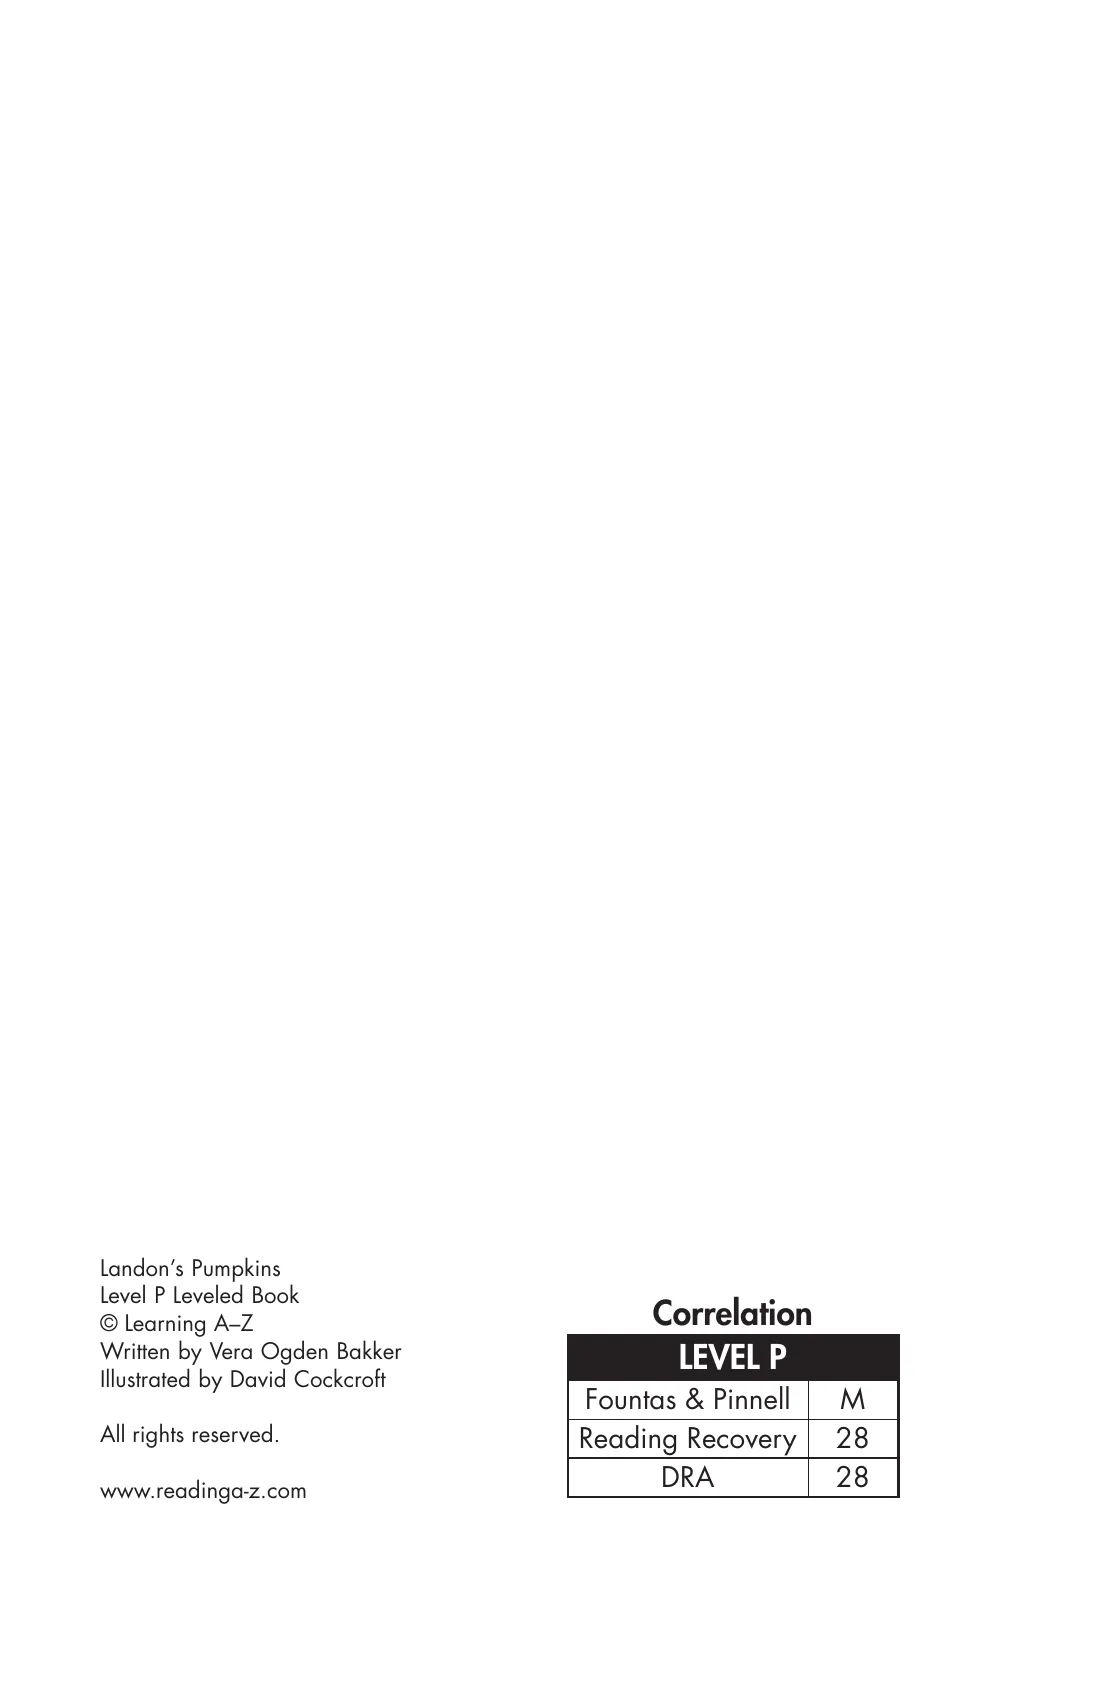 Landon’s Pumpkins
Level P Leveled Book
© Learning A–Z
Written by Vera Ogden Bakker
Illustrated by David Cockcroft
All rights reserved.
www.readinga-z.com
Correlation
LEVEL P
Fountas & Pinnell M
Reading Recovery 28
DRA 28